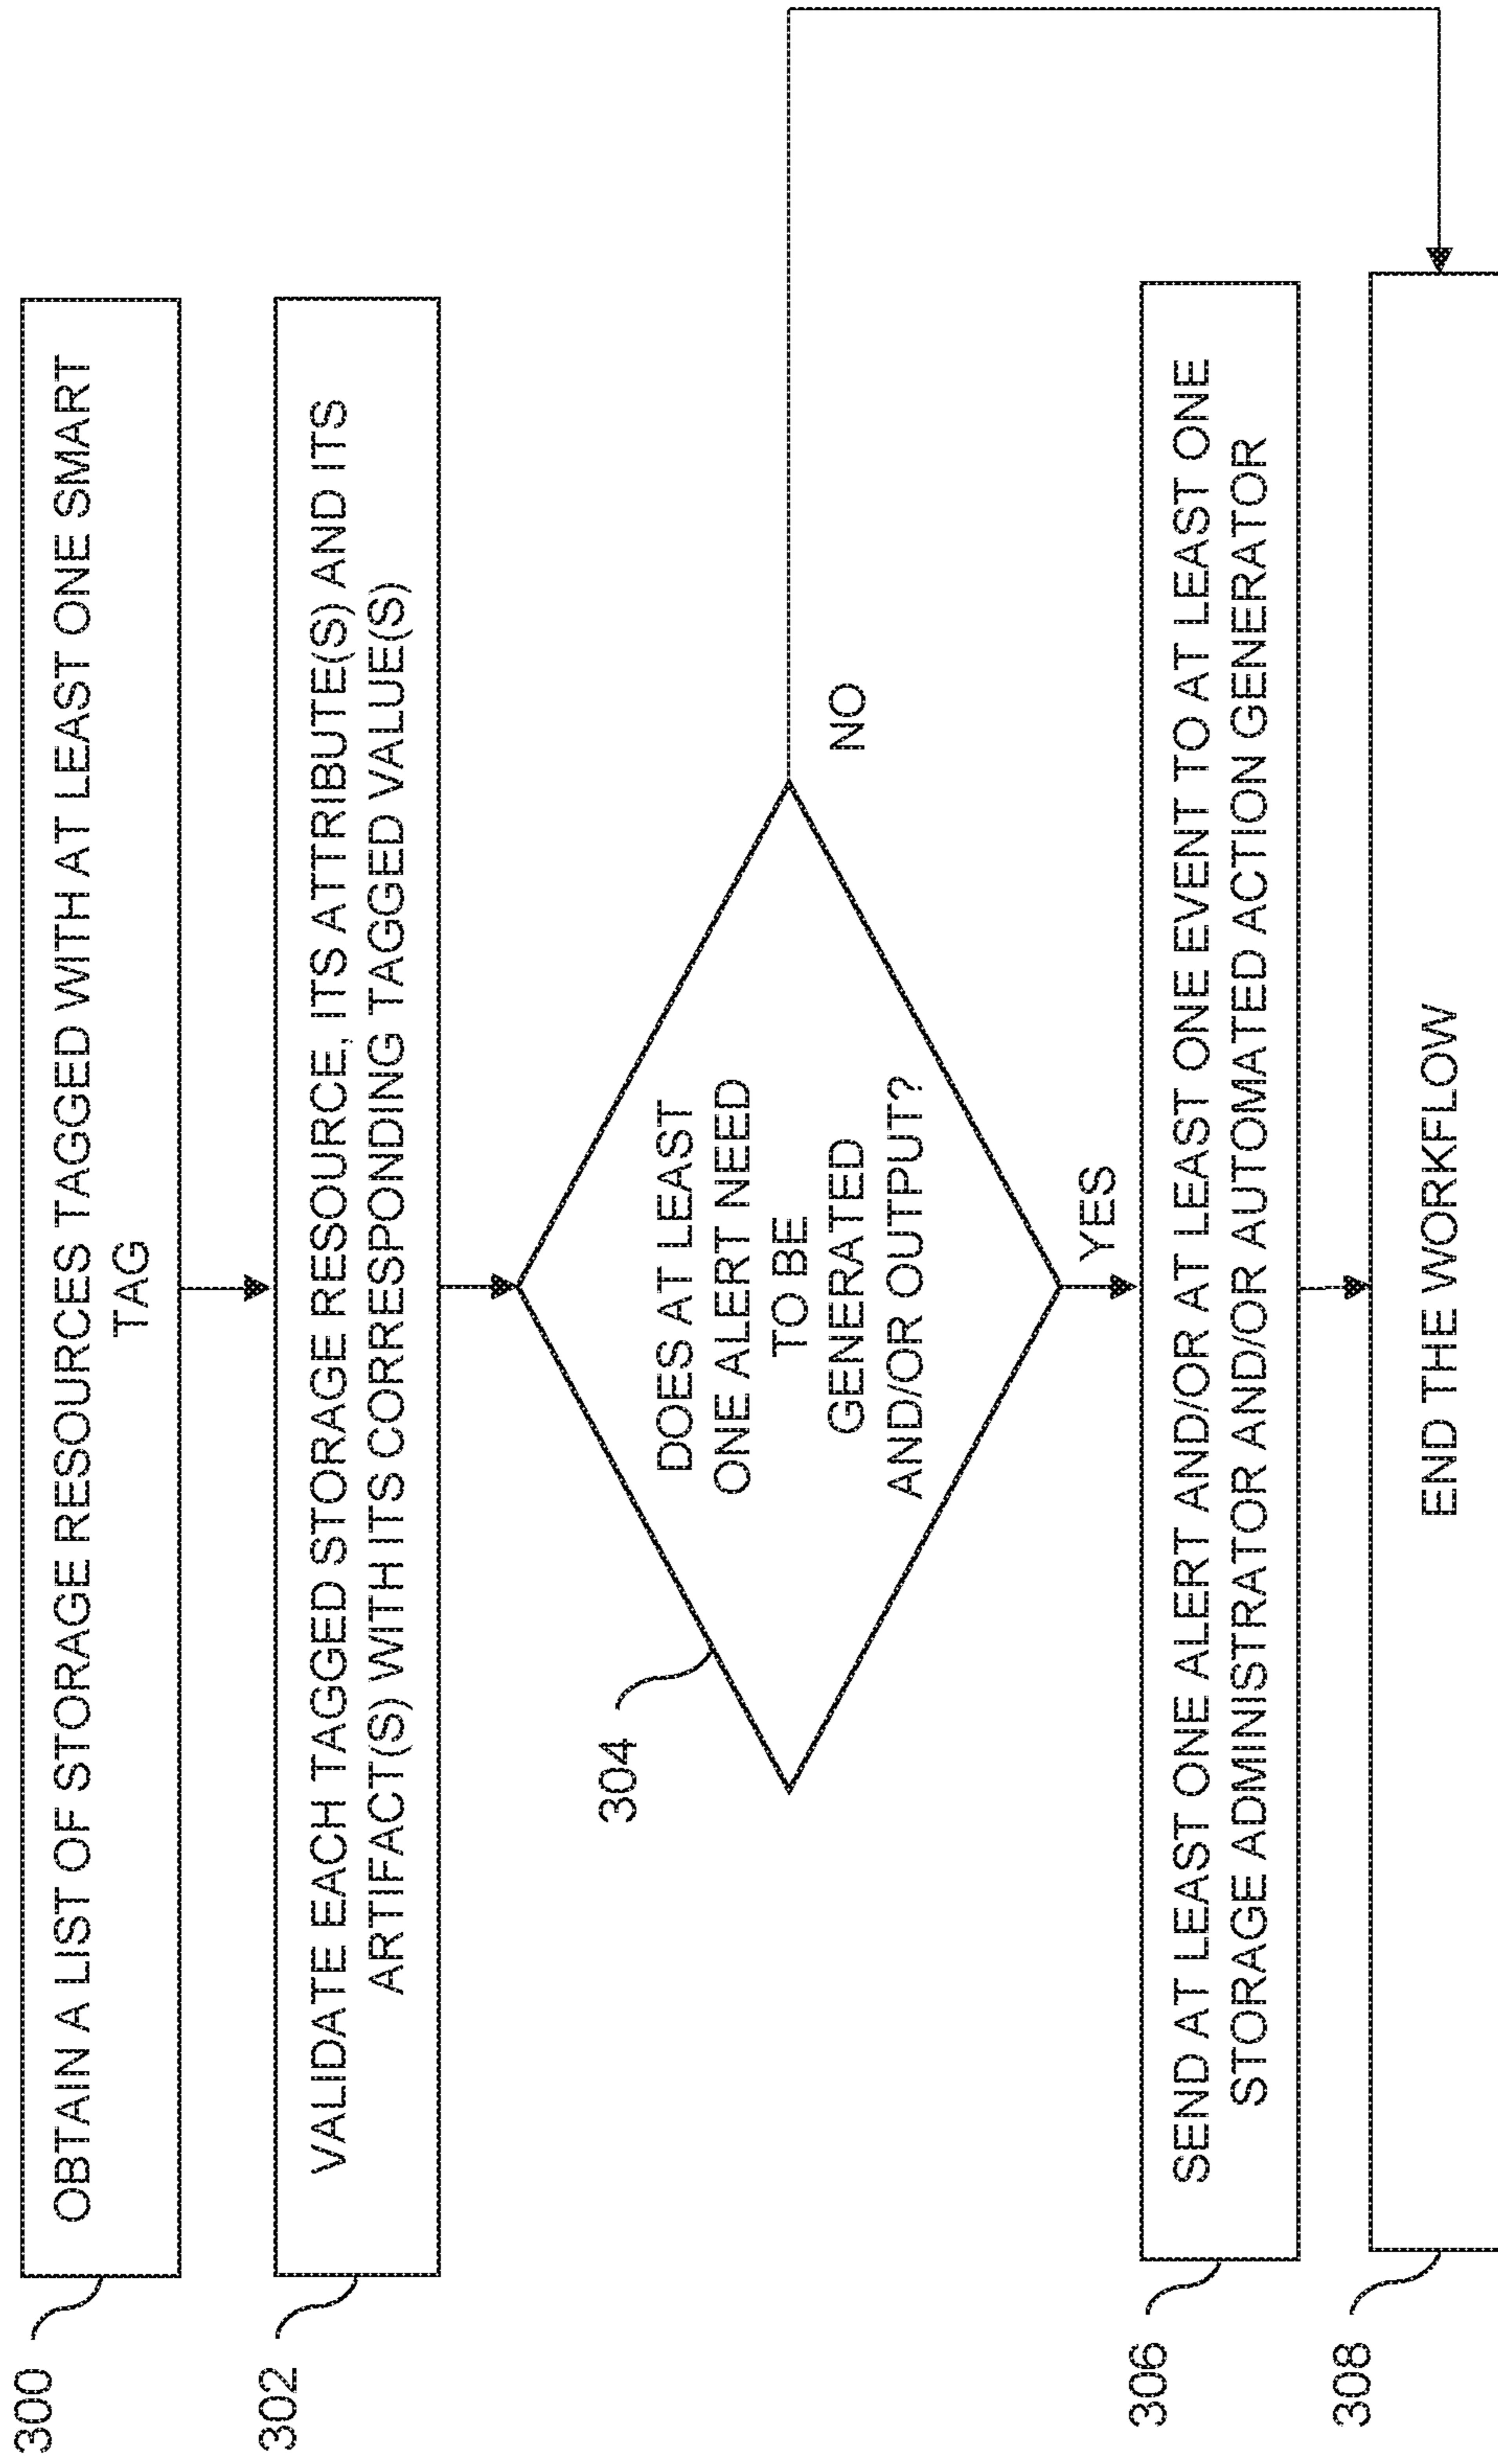 300
OBTAIN A LIST OF STORAGE RESOURCES TAGGED WITH AT LEAST ONE SMART
TAG
302
VALIDATE EACH TAGGED STORAGE RESOURCE, ITS ATTRIBUTE(S) AND ITS
ARTIFACT(S) WITH ITS CORRESPONDING TAGGED VALUE(S)
304
DOES AT LEAST
ONE ALERT NEED
TO BE
GENERATED
AND/OR OUTPUT?
NO
YES
306
SEND AT LEAST ONE ALERT AND/OR AT LEAST ONE EVENT TO AT LEAST ONE
STORAGE ADMINISTRATOR AND/OR AUTOMATED ACTION GENERATOR
308
END THE WORKFLOW